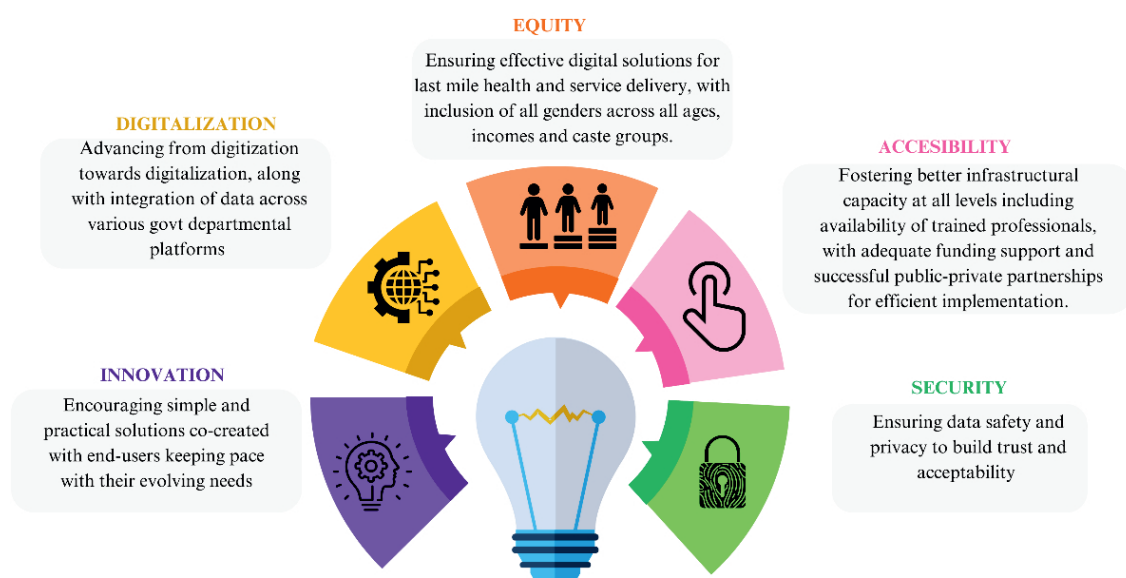 EQUITY
Ensuring effective digital solutions for
last mile health and service delivery, with
inclusion of all genders across all ages,
incomes and caste groups.
DIGITALIZATION
Advancing from digitization
towards digitalization, along
with integration of data across
various govt departmental
platforms
ACCESIBILITY
Fostering better infrastructural
capacity at all levels including
availability of trained professionals,
with adequate funding support and
successful public-private partnerships
for efficient implementation.
INNOVATION
Encouraging simple and
practical solutions co-created
with end-users keeping pace
with their evolving needs
SECURITY
Ensuring data safety and
privacy to build trust and
acceptability